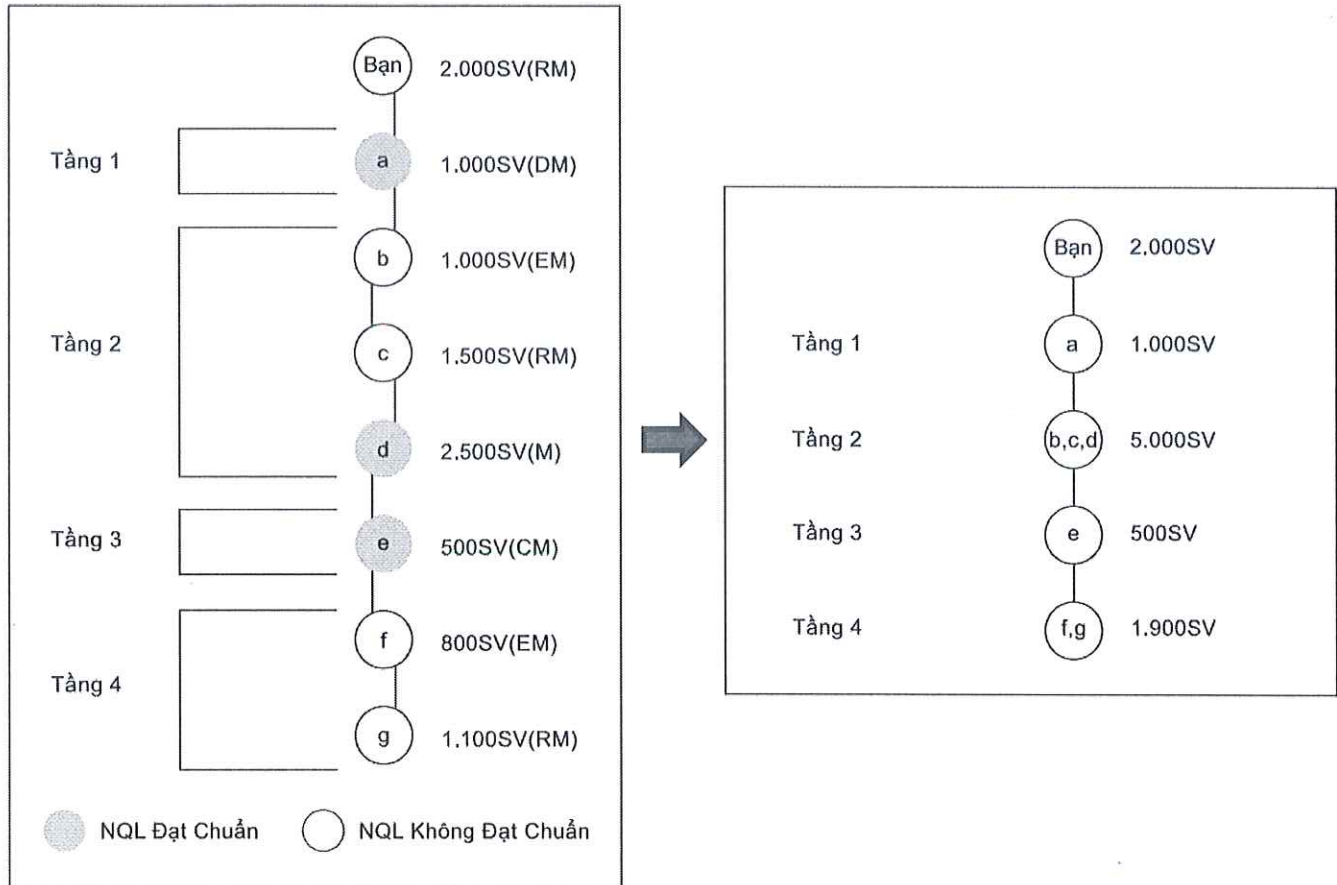 Bạn 2.000SV(RM)
Tầng 1 a 1.000SV(DM)
b 1.000SV(EM)
Tầng 2 c 1.500SV(RM)
d 2.500SV(M)
Tầng 3 e 500SV(CM)
f 800SV(EM)
Tầng 4
g 1.100SV(RM)
NQL Đạt Chuẩn NQL Không Đạt Chuẩn
Bạn 2.000SV
Tầng 1 a 1.000SV
Tầng 2 b,c,d 5.000SV
Tầng 3 e 500SV
Tầng 4 f,g 1.900SV